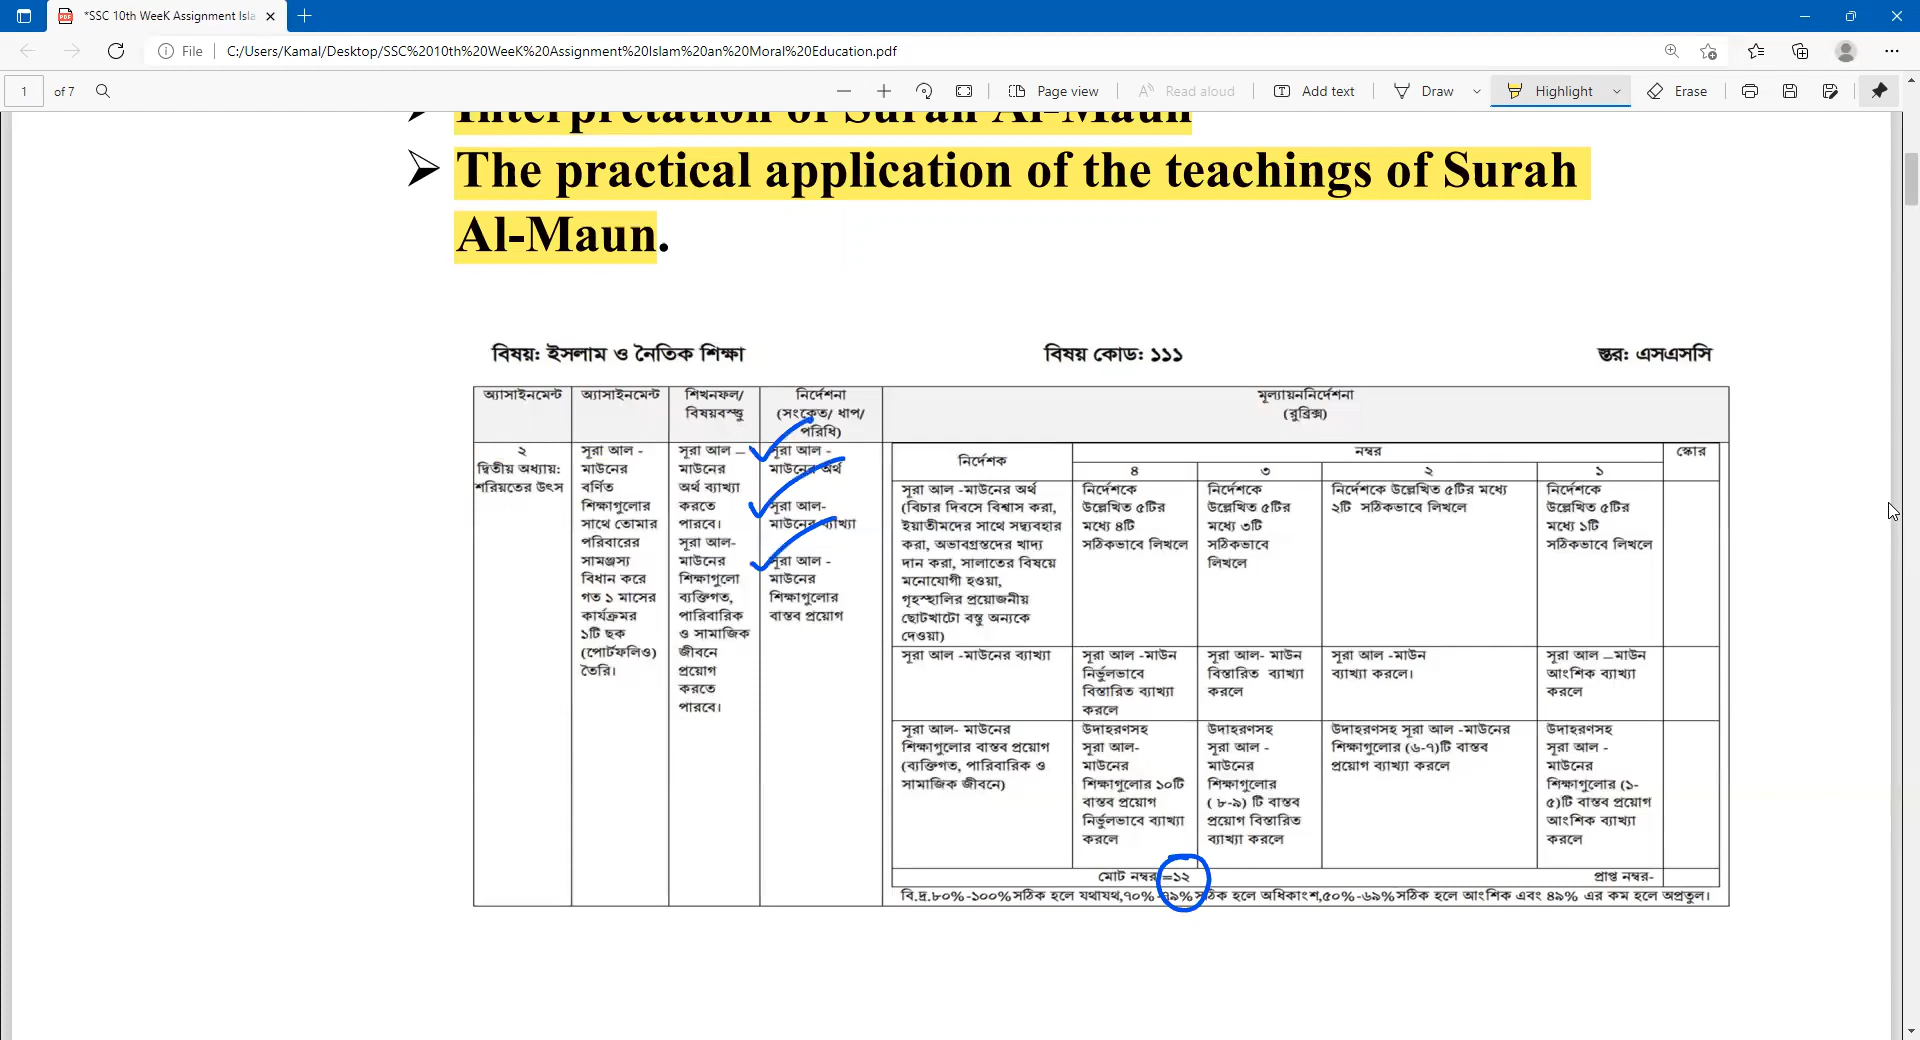 *SSC 10th WeeK Assignment Isla
File
C:/Users/Kamal/Desktop/SSC%2010th%20WeeK%20Assignment%20Islam%20an%20Moral%20Education.pdf
1 of 7
Page view
Read aloud
Add text
Draw
Highlight
Erase
Interpretation of Surah Al-Maun
The practical application of the teachings of Surah
Al-Maun.
বিষয়: ইসলাম ও নৈতিক শিক্ষা
বিষয় কোড: ১১১
স্তর: এসএসসি
অ্যাসাইনমেন্ট
অ্যাসাইনমেন্ট
শিখনফল/
বিষয়বস্তু
নির্দেশনা
(সংকেত/ ধাপ/
পরিধি)
মূল্যায়ননির্দেশনা
(রুব্রিক্স)
২
দ্বিতীয় অধ্যায়:
শরিয়তের উৎস
সূরা আল -
মাউনের
বর্ণিত
শিক্ষাগুলোর
সাথে তোমার
পরিবারের
সামঞ্জস্য
বিধান করে
গত ১ মাসের
কার্যক্রমর
১টি ছক
(পোর্টফলিও)
তৈরি।
সূরা আল –
মাউনের
অর্থ ব্যাখ্যা
করতে
পারবে।
সূরা আল-
মাউনের
শিক্ষাগুলো
ব্যক্তিগত,
পারিবারিক
ও সামাজিক
জীবনে
প্রয়োগ
করতে
পারবে।
সূরা আল -
মাউনের অর্থ
সূরা আল-
মাউনের ব্যাখ্যা
সূরা আল -
মাউনের
শিক্ষাগুলোর
বাস্তব প্রয়োগ
নির্দেশক
নম্বর
স্কোর
৪
৩
২
১
সূরা আল -মাউনের অর্থ
(বিচার দিবসে বিশ্বাস করা,
ইয়াতীমদের সাথে সদ্ব্যবহার
করা, অভাবগ্রস্তদের খাদ্য
দান করা, সালাতের বিষয়ে
মনোযোগী হওয়া,
গৃহস্থালির প্রয়োজনীয়
ছোটখাটো বস্তু অন্যকে
দেওয়া)
নির্দেশকে
উল্লেখিত ৫টির
মধ্যে ৪টি
সঠিকভাবে লিখলে
নির্দেশকে
উল্লেখিত ৫টির
মধ্যে ৩টি
সঠিকভাবে
লিখলে
নির্দেশকে উল্লেখিত ৫টির মধ্যে
২টি সঠিকভাবে লিখলে
নির্দেশকে
উল্লেখিত ৫টির
মধ্যে ১টি
সঠিকভাবে লিখলে
সূরা আল -মাউনের ব্যাখ্যা
সূরা আল -মাউন
নির্ভুলভাবে
বিস্তারিত ব্যাখ্যা
করলে
সূরা আল- মাউন
বিস্তারিত ব্যাখ্যা
করলে
সূরা আল -মাউন
ব্যাখ্যা করলে।
সূরা আল –মাউন
আংশিক ব্যাখ্যা
করলে
সূরা আল- মাউনের
শিক্ষাগুলোর বাস্তব প্রয়োগ
(ব্যক্তিগত, পারিবারিক ও
সামাজিক জীবনে)
উদাহরণসহ
সূরা আল-
মাউনের
শিক্ষাগুলোর ১০টি
বাস্তব প্রয়োগ
নির্ভুলভাবে ব্যাখ্যা
করলে
উদাহরণসহ
সূরা আল -
মাউনের
শিক্ষাগুলোর
( ৮-৯) টি বাস্তব
প্রয়োগ বিস্তারিত
ব্যাখ্যা করলে
উদাহরণসহ সূরা আল -মাউনের
শিক্ষাগুলোর (৬-৭)টি বাস্তব
প্রয়োগ ব্যাখ্যা করলে
উদাহরণসহ
সূরা আল -
মাউনের
শিক্ষাগুলোর (১-
৫)টি বাস্তব প্রয়োগ
আংশিক ব্যাখ্যা
করলে
মোট নম্বর =১২
প্রাপ্ত নম্বর-
বি.দ্র.৮০%-১০০%সঠিক হলে যথাযথ,৭০%-৭৯%সঠিক হলে অধিকাংশ,৫০%-৬৯%সঠিক হলে আংশিক এবং ৪৯% এর কম হলে অপ্রতুল।